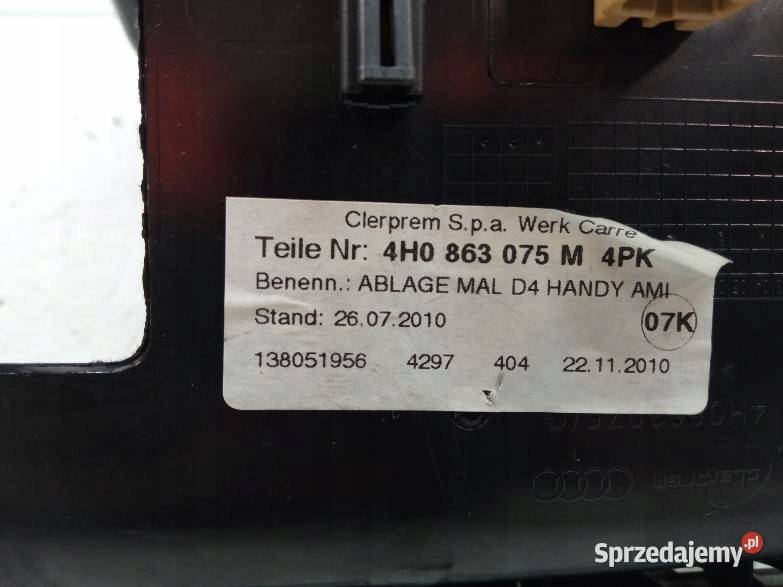 Clerprem S.p.a. Werk Carre
Teile Nr: 4H0 863 075 M 4PK
Benenn.: ABLAGE MAL D4 HANDY AMI
Stand: 26.07.2010
07K
138051956 4297 404 22.11.2010
clerprem
Sprzedajemy.pl